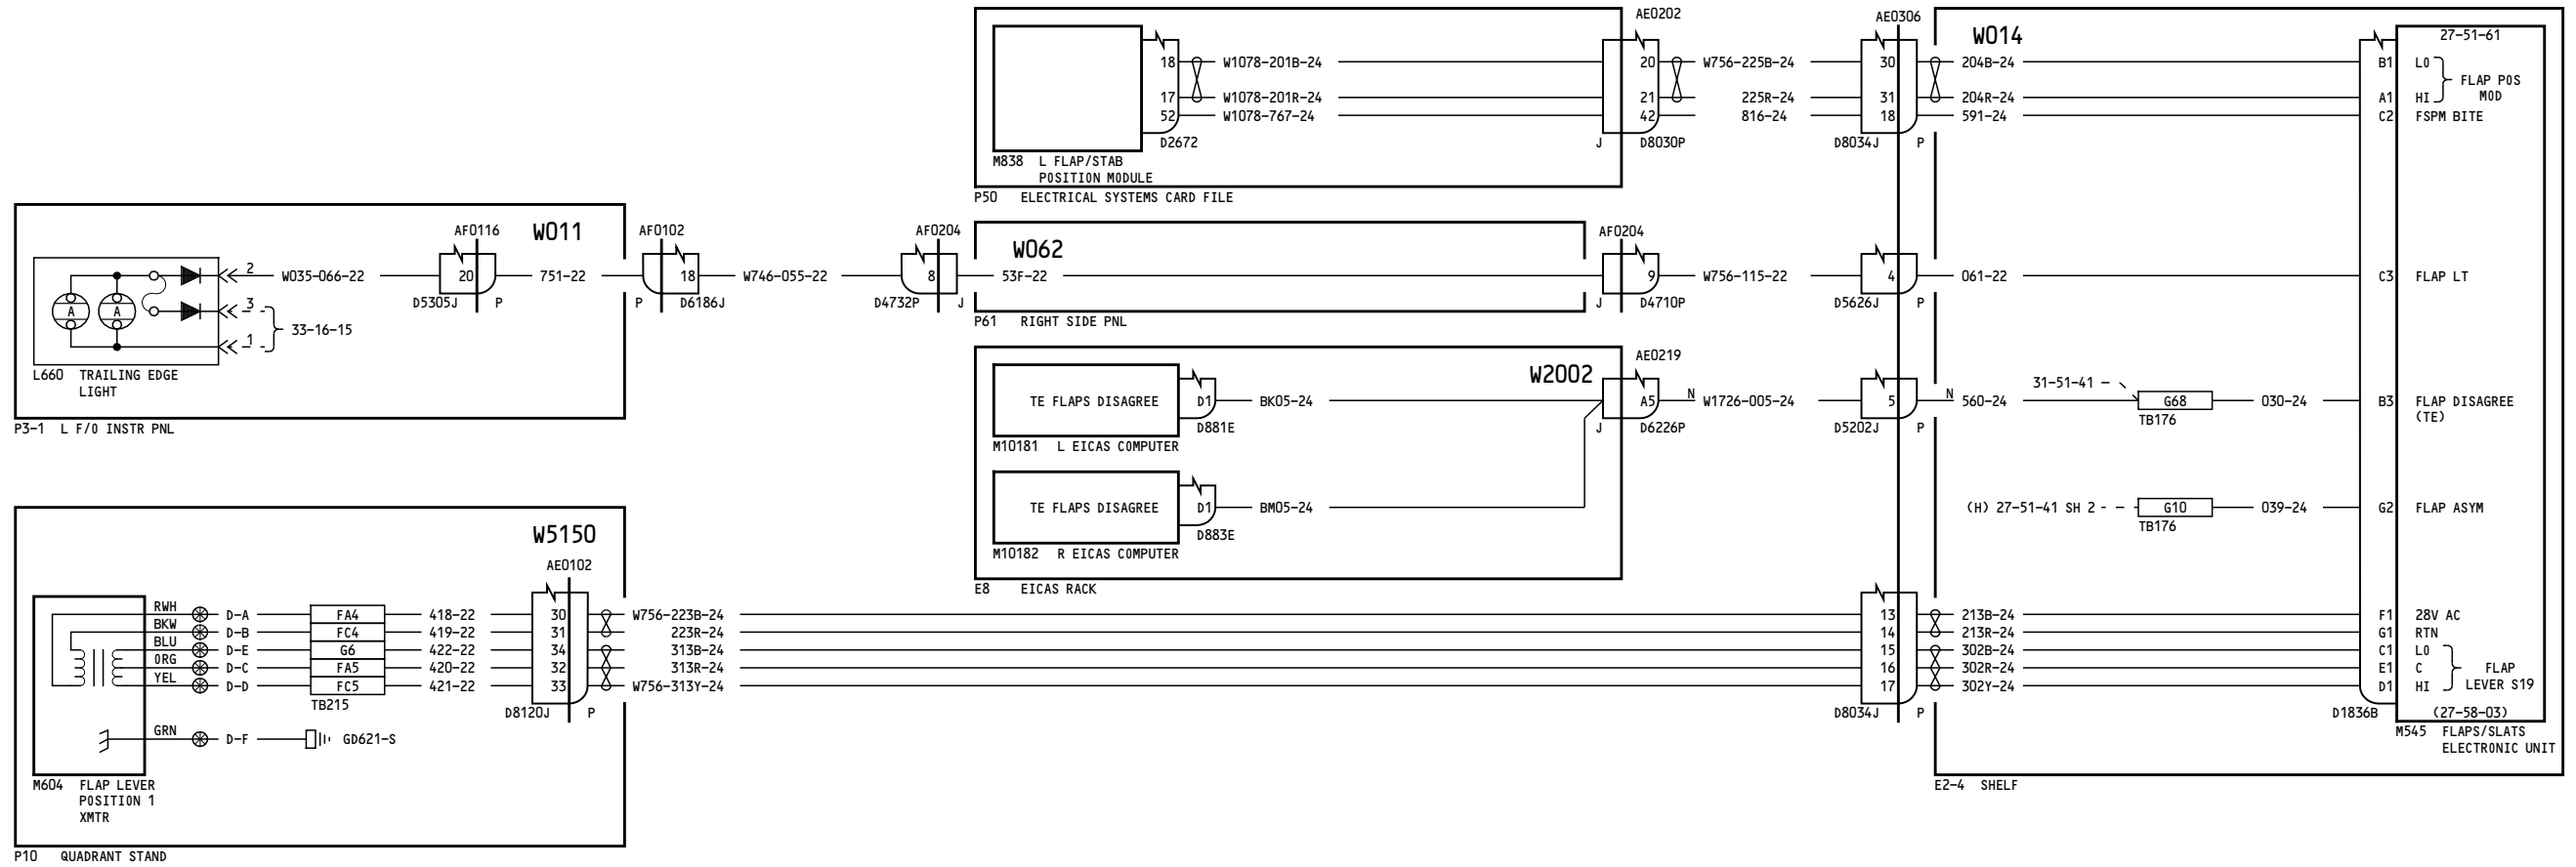 AE0202
AE0306
W014
27-51-61
18 W1078-201B-24 20 W756-225B-24 30 204B-24 B1 L0
FLAP POS
MOD
17 W1078-201R-24 21 225R-24 31 204R-24 A1 HI
52 W1078-767-24 42 816-24 18 591-24 C2 FSPM BITE
D2672 J D8030P D8034J P
M838 L FLAP/STAB
POSITION MODULE
P50 ELECTRICAL SYSTEMS CARD FILE
AF0116 W011 AF0102 AF0204 W062 AF0204
2 W035-066-22 20 751-22 18 W746-055-22 8 53F-22 9 W756-115-22 4 061-22 C3 FLAP LT
D5305J P P D6186J D4732P J J D4710P D5626J P
A A
3
33-16-15
1
P61 RIGHT SIDE PNL
L660 TRAILING EDGE
LIGHT
P3-1 L F/O INSTR PNL
AE0219
W2002
31-51-41
TE FLAPS DISAGREE D1 BK05-24 A5 N W1726-005-24 5 N 560-24 G68 030-24 B3 FLAP DISAGREE
(TE)
TB176
D881E J D6226P D5202J P
M10181 L EICAS COMPUTER
TE FLAPS DISAGREE D1 BM05-24 (H) 27-51-41 SH 2 G10 039-24 G2 FLAP ASYM
TB176
D883E
M10182 R EICAS COMPUTER
E8 EICAS RACK
W5150
AE0102
RWH D-A FA4 418-22 30 W756-223B-24 13 213B-24 F1 28V AC
BKW D-B FC4 419-22 31 223R-24 14 213R-24 G1 RTN
BLU D-E G6 422-22 34 313B-24 15 302B-24 C1 L0
ORG D-C FA5 420-22 32 313R-24 16 302R-24 E1 C
FLAP
LEVER S19
YEL D-D FC5 421-22 33 W756-313Y-24 17 302Y-24 D1 HI
TB215
D8120J P D8034J P D1836B (27-58-03)
GRN D-F GD621-S
M545 FLAPS/SLATS
ELECTRONIC UNIT
M604 FLAP LEVER
POSITION 1
XMTR
E2-4 SHELF
P10 QUADRANT STAND